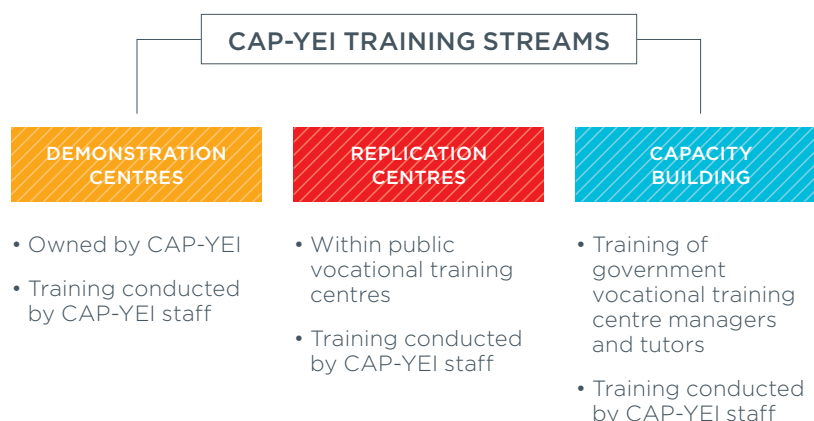 CAP-YEI TRAINING STREAMS
DEMONSTRATION
CENTRES
• Owned by CAP-YEI
• Training conducted
by CAP-YEI staff
REPLICATION
CENTRES
• Within public
vocational training
centres
• Training conducted
by CAP-YEI staff
CAPACITY
BUILDING
• Training of
government
vocational training
centre managers
and tutors
• Training conducted
by CAP-YEI staff